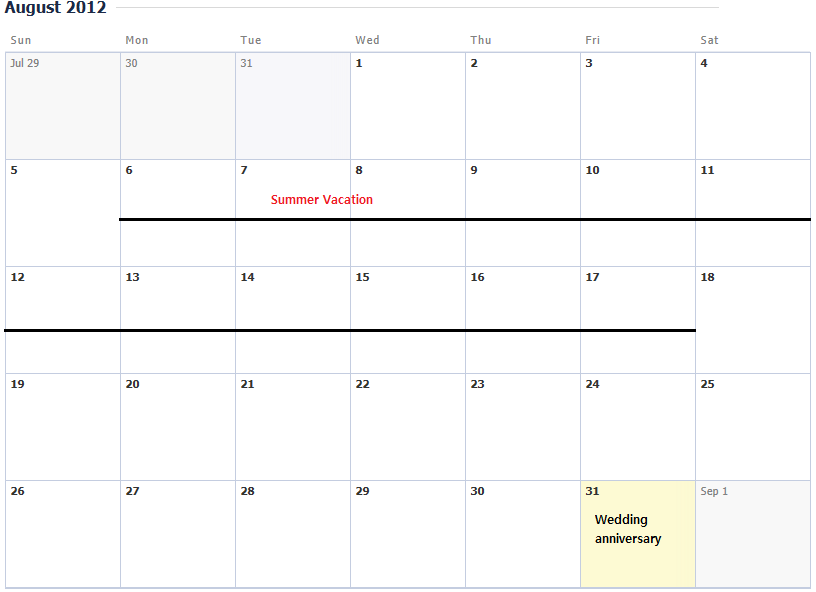 August 2012
Sun Mon Tue Wed Thu Fri Sat
Jul 29 30 31 1 2 3 4
5 6 7 8 9 10 11
Summer Vacation
12 13 14 15 16 17 18
19 20 21 22 23 24 25
26 27 28 29 30 31 Sep 1
Wedding
anniversary